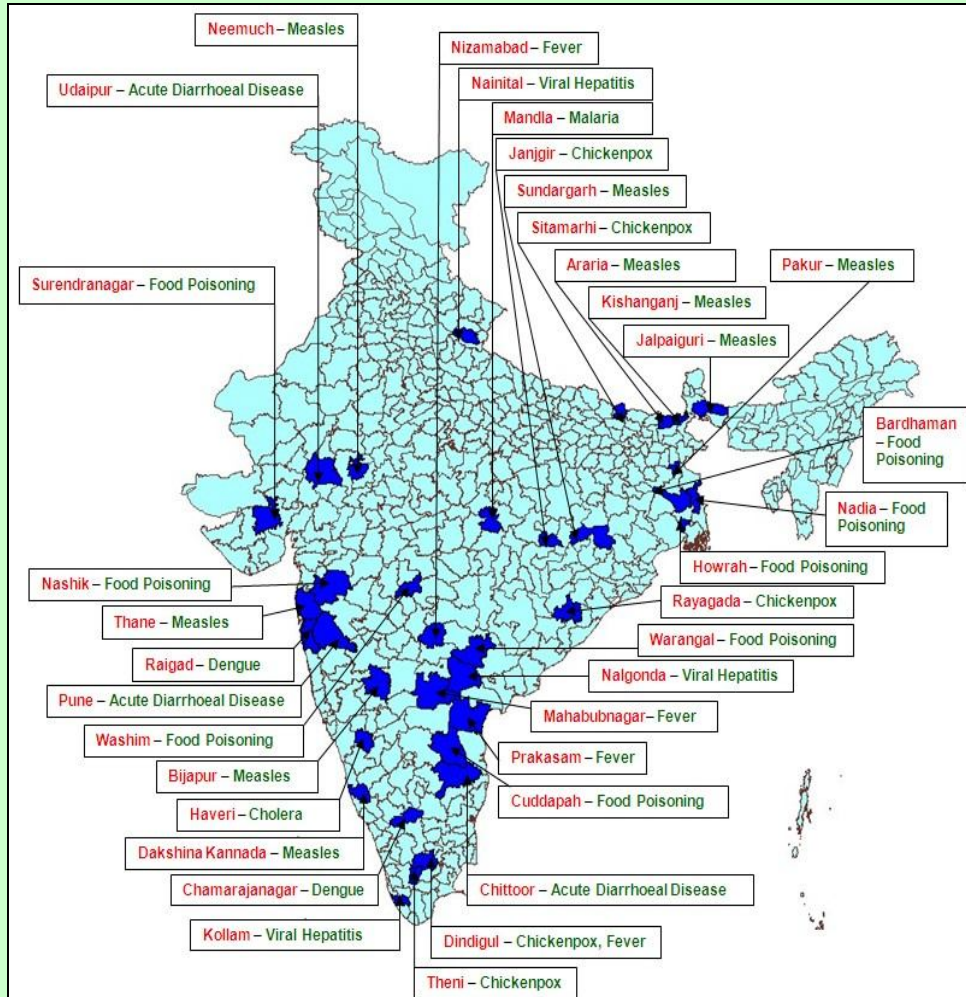 Neemuch – Measles
Nizamabad – Fever
Udaipur – Acute Diarrhoeal Disease
Nainital – Viral Hepatitis
Mandla – Malaria
Janjgir – Chickenpox
Sundargarh – Measles
Sitamarhi – Chickenpox
Araria – Measles
Pakur – Measles
Surendranagar – Food Poisoning
Kishanganj – Measles
Jalpaiguri – Measles
Bardhaman
– Food
Poisoning
Nadia – Food
Poisoning
Howrah – Food Poisoning
Nashik – Food Poisoning
Rayagada – Chickenpox
Thane – Measles
Warangal – Food Poisoning
Raigad – Dengue
Nalgonda – Viral Hepatitis
Pune – Acute Diarrhoeal Disease
Mahabubnagar– Fever
Washim – Food Poisoning
Prakasam – Fever
Bijapur – Measles
Cuddapah – Food Poisoning
Haveri – Cholera
Dakshina Kannada – Measles
Chamarajanagar – Dengue
Chittoor – Acute Diarrhoeal Disease
Kollam – Viral Hepatitis
Dindigul – Chickenpox, Fever
Theni – Chickenpox